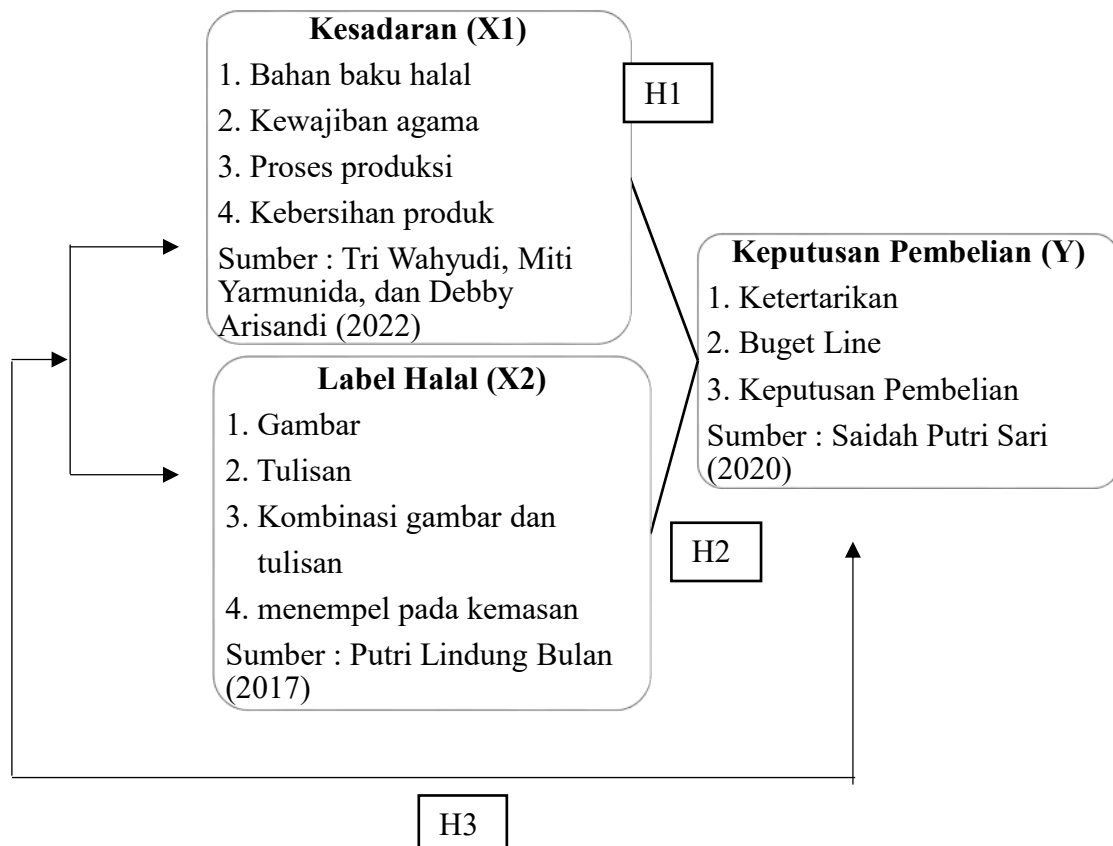 Kesadaran (X1)
1. Bahan baku halal
2. Kewajiban agama
3. Proses produksi
4. Kebersihan produk
Sumber : Tri Wahyudi, Miti
Yarmunida, dan Debby
Arisandi (2022)
H1
Label Halal (X2)
1. Gambar
2. Tulisan
3. Kombinasi gambar dan
tulisan
4. menempel pada kemasan
Sumber : Putri Lindung Bulan
(2017)
H2
Keputusan Pembelian (Y)
1. Ketertarikan
2. Buget Line
3. Keputusan Pembelian
Sumber : Saidah Putri Sari
(2020)
H3